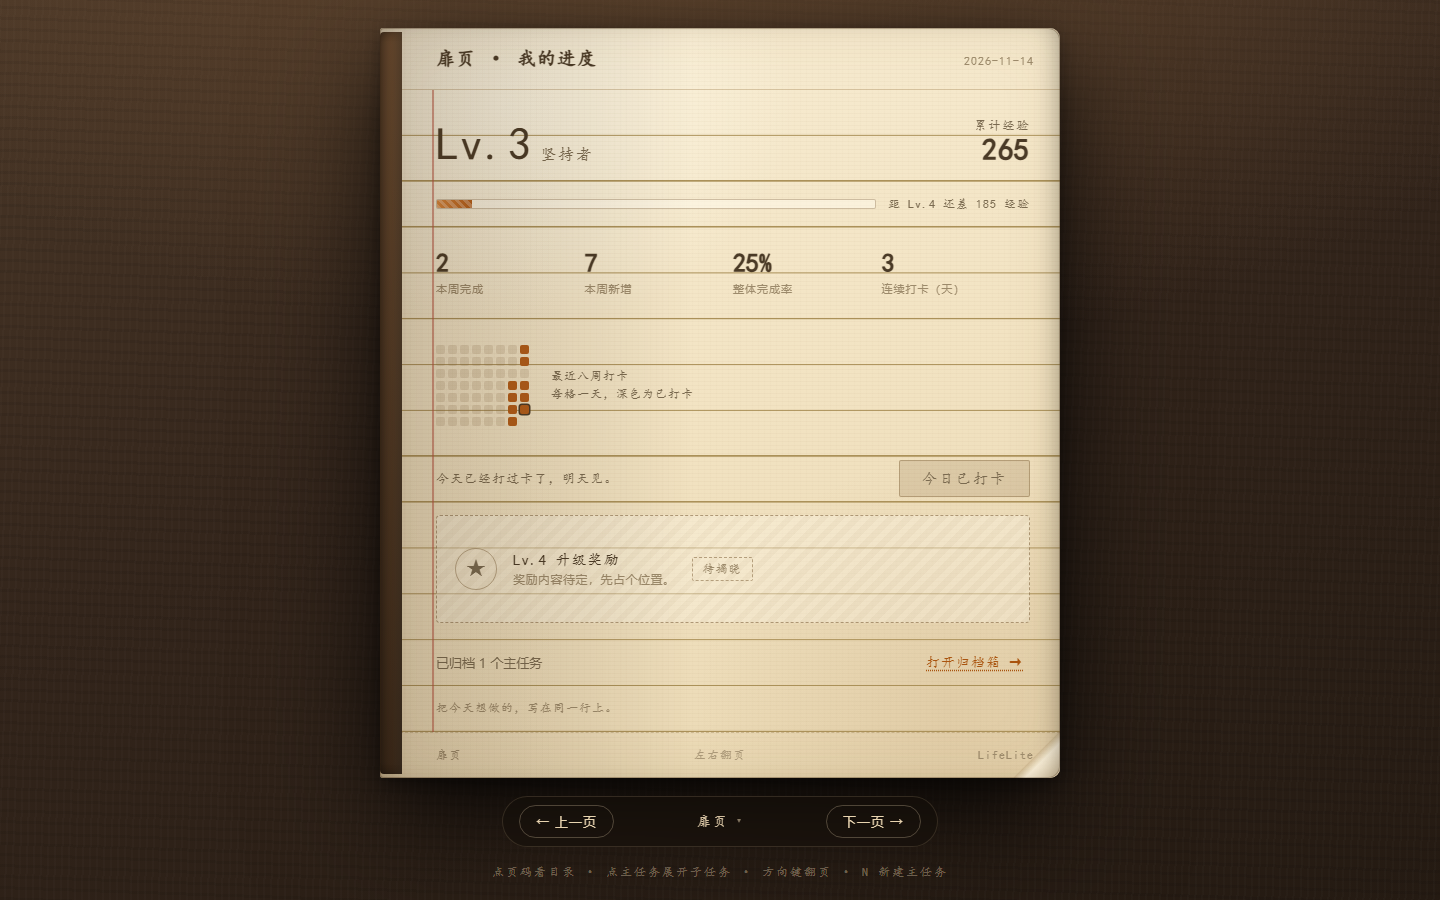 扉页 • 我的进度
2026-11-14
Lv. 3 坚持者
累计经验
265
距 Lv.4 还差 185 经验
2
本周完成
7
本周新增
25%
整体完成率
3
连续打卡（天）
最近八周打卡
每格一天，深色为已打卡
今天已经打过卡了，明天见。
今日已打卡
Lv.4 升级奖励
奖励内容待定，先占个位置。
待揭晓
已归档 1 个主任务
打开归档箱 →
把今天想做的，写在同一行上。
扉页
左右翻页
LifeLite
← 上一页
扉页
下一页 →
点页码看目录 • 点主任务展开子任务 • 方向键翻页 • N 新建主任务